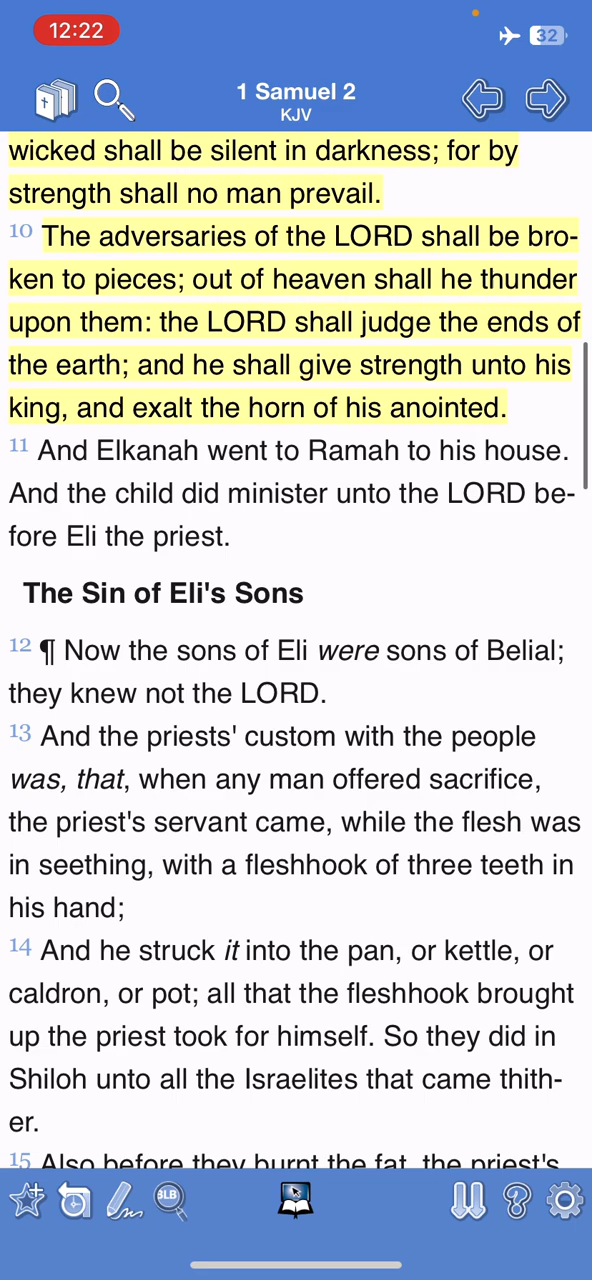 12:22
32
1 Samuel 2
KJV
wicked shall be silent in darkness; for by
strength shall no man prevail.
10 The adversaries of the LORD shall be bro-
ken to pieces; out of heaven shall he thunder
upon them: the LORD shall judge the ends of
the earth; and he shall give strength unto his
king, and exalt the horn of his anointed.
11 And Elkanah went to Ramah to his house.
And the child did minister unto the LORD be-
fore Eli the priest.
The Sin of Eli's Sons
12 ¶ Now the sons of Eli were sons of Belial;
they knew not the LORD.
13 And the priests' custom with the people
was, that, when any man offered sacrifice,
the priest's servant came, while the flesh was
in seething, with a fleshhook of three teeth in
his hand;
14 And he struck it into the pan, or kettle, or
caldron, or pot; all that the fleshhook brought
up the priest took for himself. So they did in
Shiloh unto all the Israelites that came thith-
er.
15 Also before they burnt the fat, the priest's
BLB